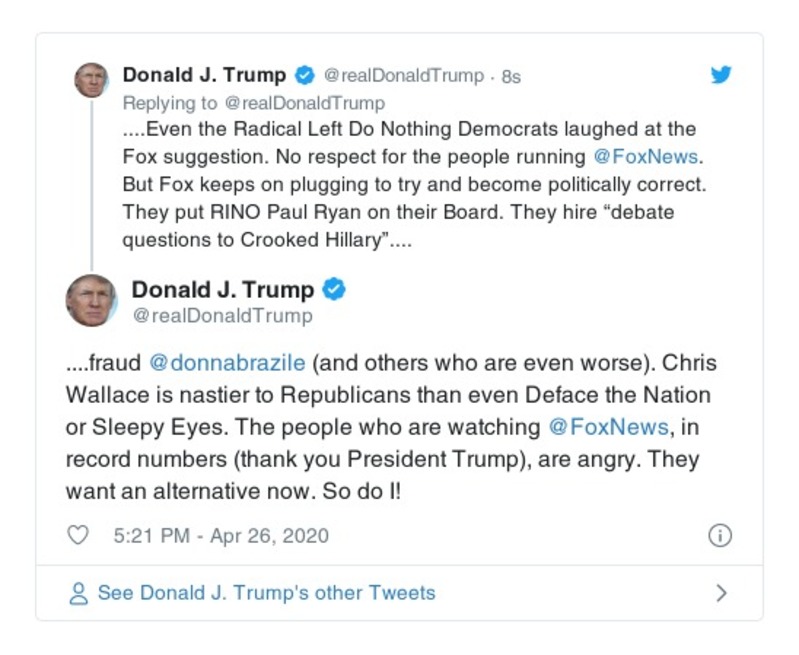 Donald J. Trump @realDonaldTrump · 8s
Replying to @realDonaldTrump
....Even the Radical Left Do Nothing Democrats laughed at the
Fox suggestion. No respect for the people running @FoxNews.
But Fox keeps on plugging to try and become politically correct.
They put RINO Paul Ryan on their Board. They hire “debate
questions to Crooked Hillary”....
Donald J. Trump
@realDonaldTrump
....fraud @donnabrazile (and others who are even worse). Chris
Wallace is nastier to Republicans than even Deface the Nation
or Sleepy Eyes. The people who are watching @FoxNews, in
record numbers (thank you President Trump), are angry. They
want an alternative now. So do I!
5:21 PM - Apr 26, 2020
See Donald J. Trump's other Tweets